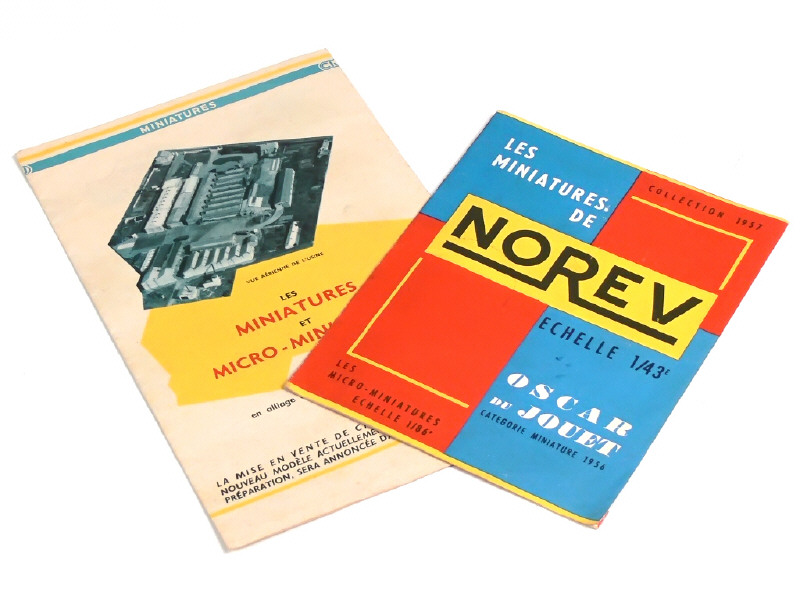 MINIATURES
VUE AÉRIENNE DE L'USINE
LES
MINIATURES
ET
MICRO-MINI
en alliage
LA MISE EN VENTE DE C
NOUVEAU MODÈLE ACTUELLEME
PRÉPARATION, SERA ANNONCÉE D
LES
MINIATURES
DE
COLLECTION 1957
NOREV
ECHELLE 1/43e
LES
MICRO-MINIATURES
ECHELLE 1/86e
OSCAR
DU JOUET
CATEGORIE MINIATURE 1956